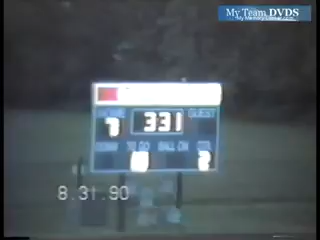 My Team DVDS
HOME GUEST
7 3:31
DOWN TO GO BALL ON QTR
2
8.31.90